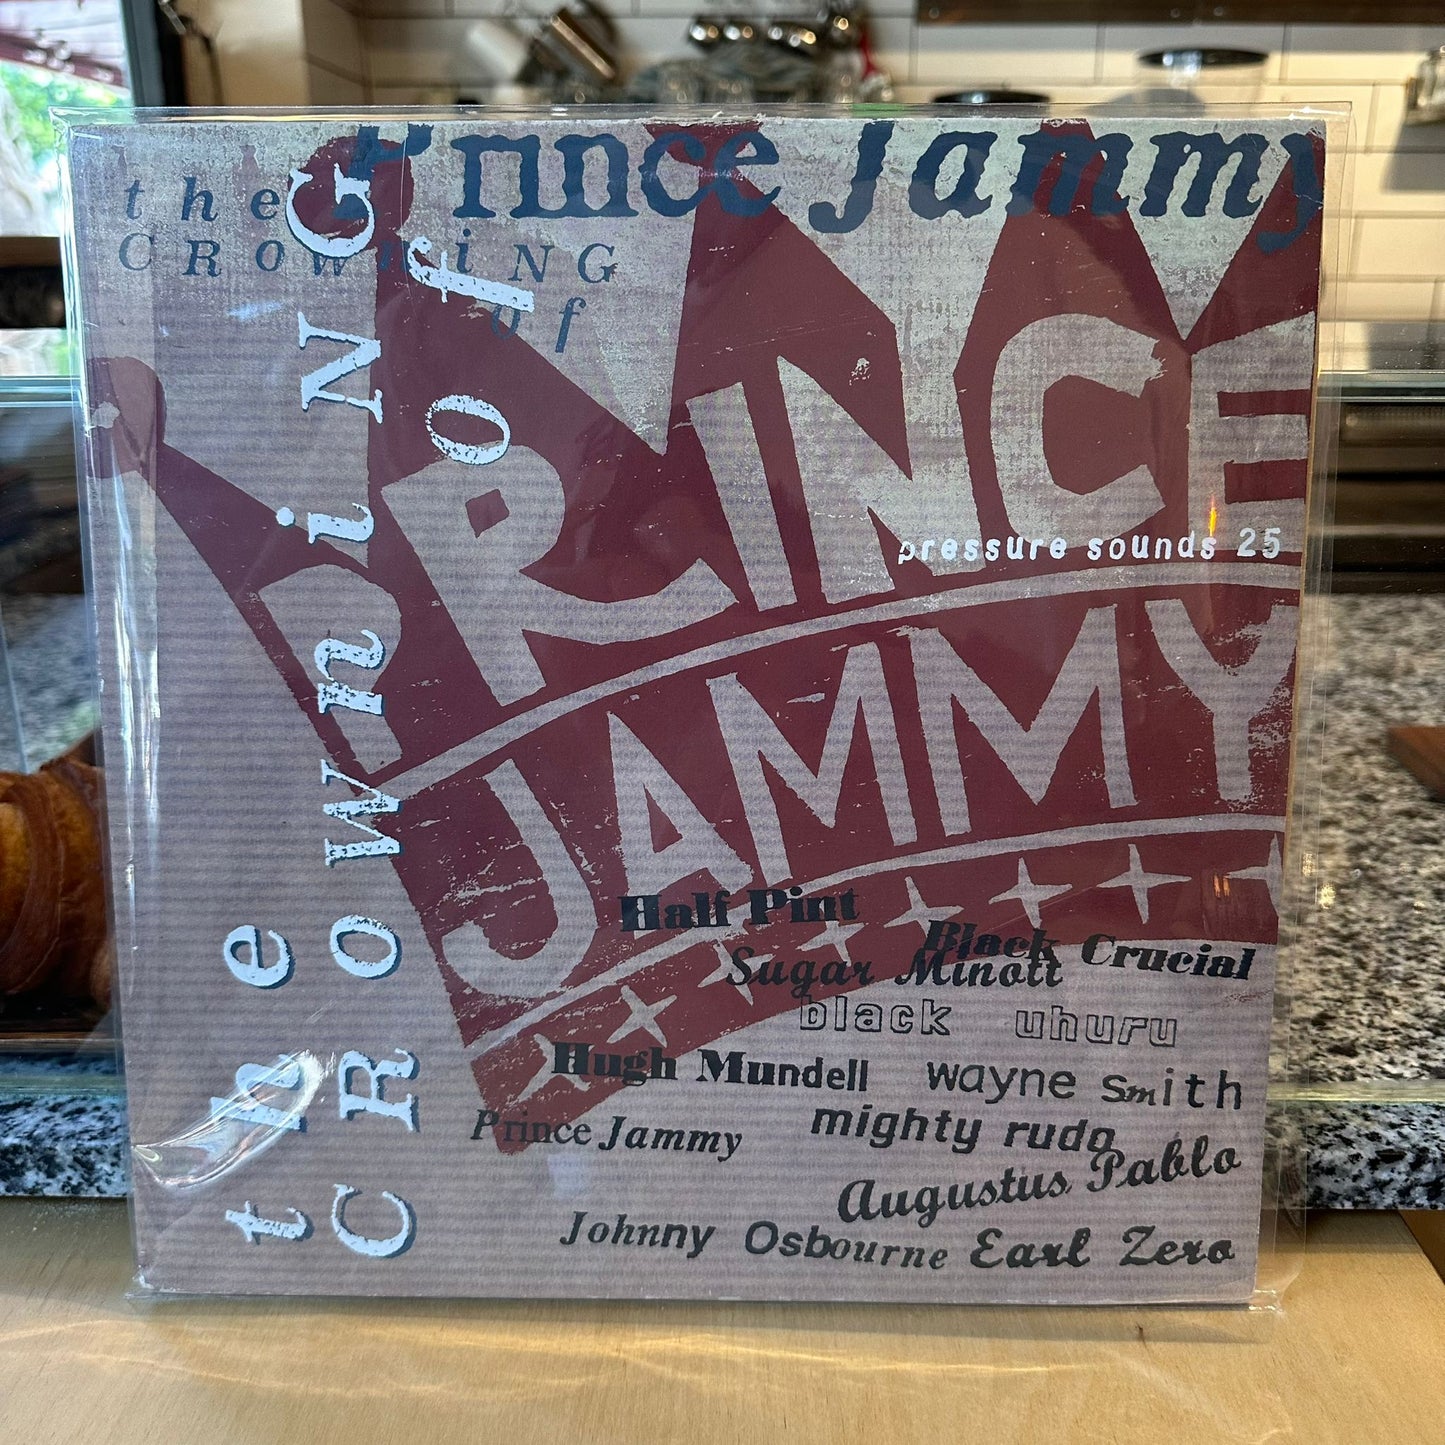 Prince Jammy
the
CROWNiNG
of
the
CROWNiNG
of
PRINCE
pressure sounds 25
JAMMY
Half Pint
Black Crucial
Sugar Minott
black uhuru
Hugh Mundell
wayne smith
Prince Jammy
mighty rudo
Augustus Pablo
Johnny Osbourne
Earl Zero